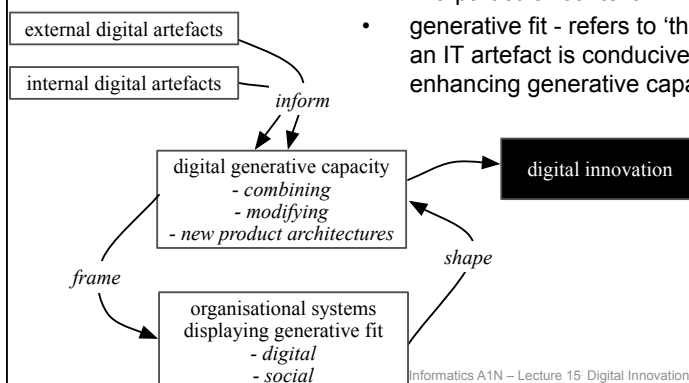 external digital artefacts
• generative fit - refers to ‘th
an IT artefact is conducive
internal digital artefacts
enhancing generative capa
inform
digital generative capacity
- combining
- modifying
- new product architectures
digital innovation
frame
shape
organisational systems
displaying generative fit
- digital
- social
Informatics A1N – Lecture 15: Digital Innovation